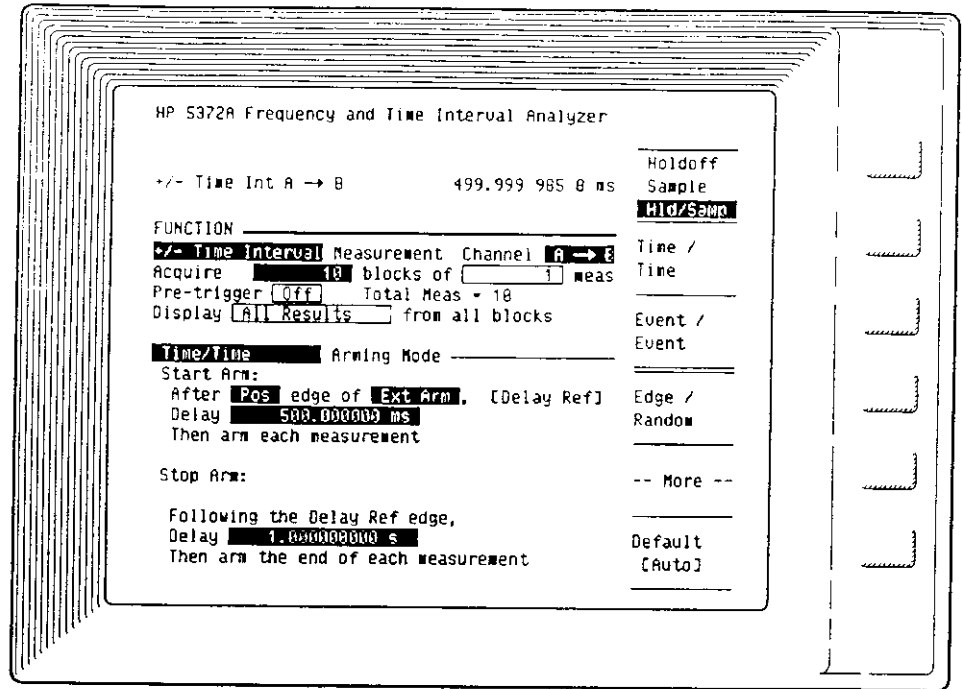 HP 5372A Frequency and Time Interval Analyzer
+/- Time Int A → B 499.999 985 8 ms
FUNCTION
+/- Time Interval Measurement Channel A → B
Acquire 10 blocks of 1 meas
Pre-trigger Off Total Meas = 10
Display All Results from all blocks
Time/Time Arming Mode
Start Arm:
After Pos edge of Ext Arm, [Delay Ref]
Delay 500.000000 ms
Then arm each measurement
Stop Arm:
Following the Delay Ref edge,
Delay 1.000000000 s
Then arm the end of each measurement
Holdoff
Sample
Hld/Samp
Time /
Time
Event /
Event
Edge /
Random
-- More --
Default
[Auto]